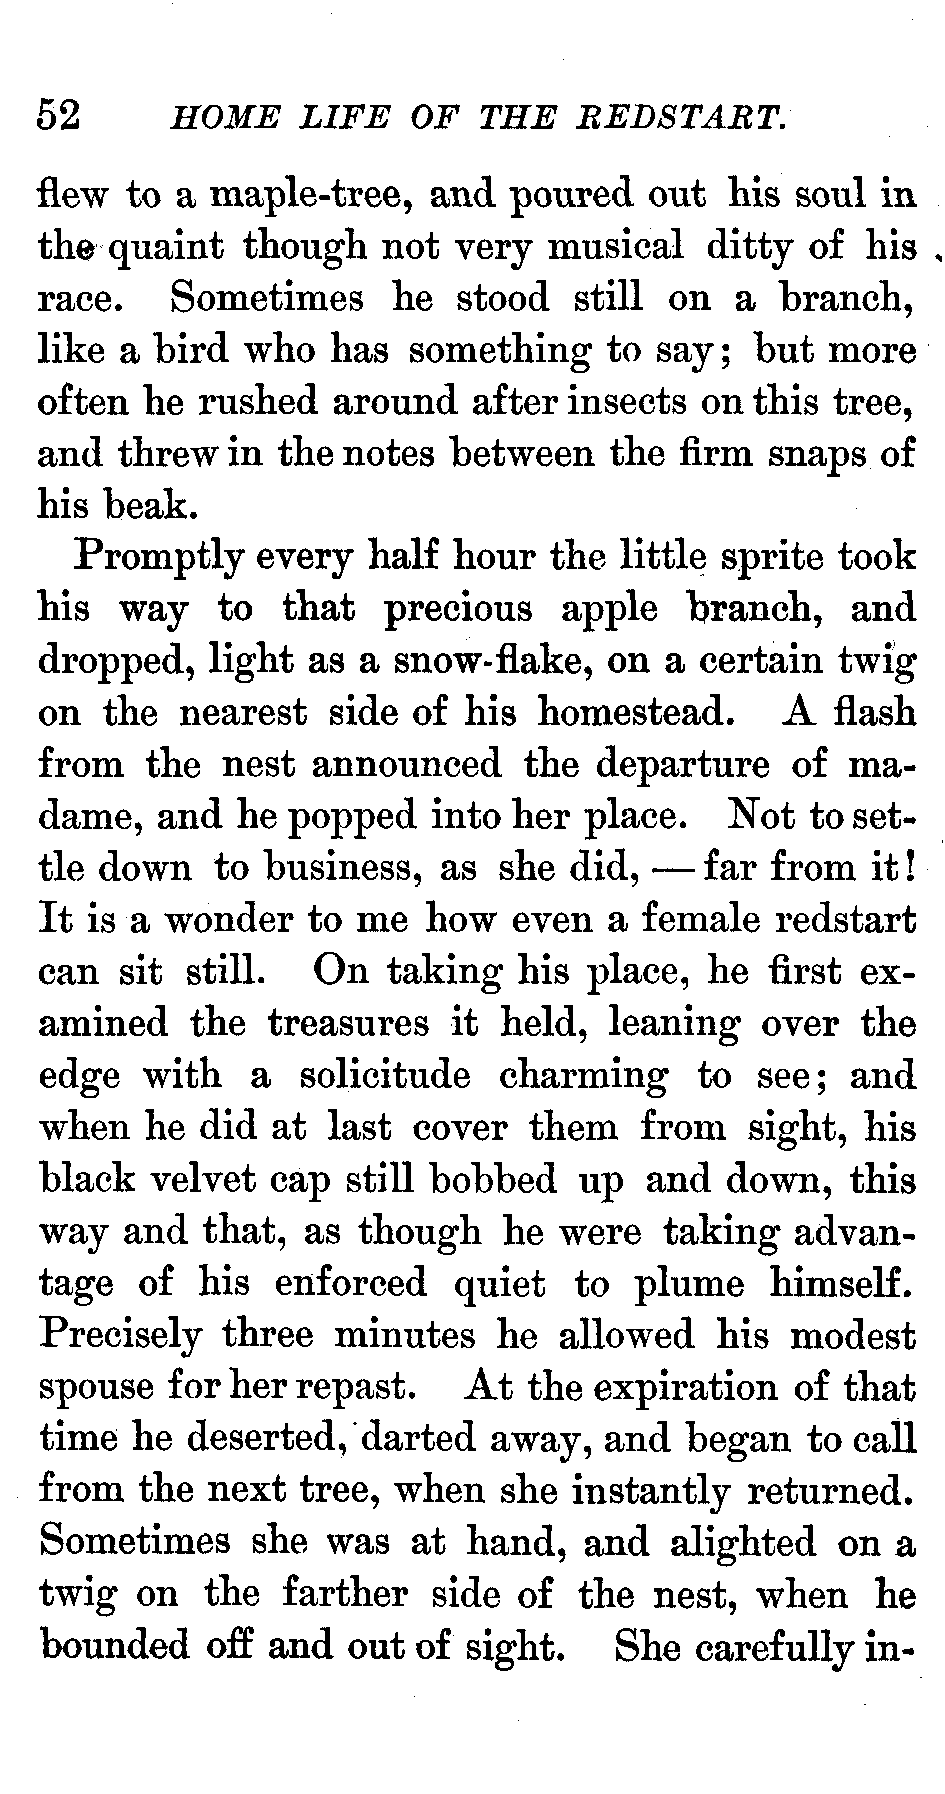 52 HOME LIFE OF THE REDSTART.
flew to a maple-tree, and poured out his soul in
the quaint though not very musical ditty of his
race. Sometimes he stood still on a branch,
like a bird who has something to say; but more
often he rushed around after insects on this tree,
and threw in the notes between the firm snaps of
his beak.
Promptly every half hour the little sprite took
his way to that precious apple branch, and
dropped, light as a snow-flake, on a certain twig
on the nearest side of his homestead. A flash
from the nest announced the departure of ma-
dame, and he popped into her place. Not to set-
tle down to business, as she did, — far from it!
It is a wonder to me how even a female redstart
can sit still. On taking his place, he first ex-
amined the treasures it held, leaning over the
edge with a solicitude charming to see; and
when he did at last cover them from sight, his
black velvet cap still bobbed up and down, this
way and that, as though he were taking advan-
tage of his enforced quiet to plume himself.
Precisely three minutes he allowed his modest
spouse for her repast. At the expiration of that
time he deserted, darted away, and began to call
from the next tree, when she instantly returned.
Sometimes she was at hand, and alighted on a
twig on the farther side of the nest, when he
bounded off and out of sight. She carefully in-